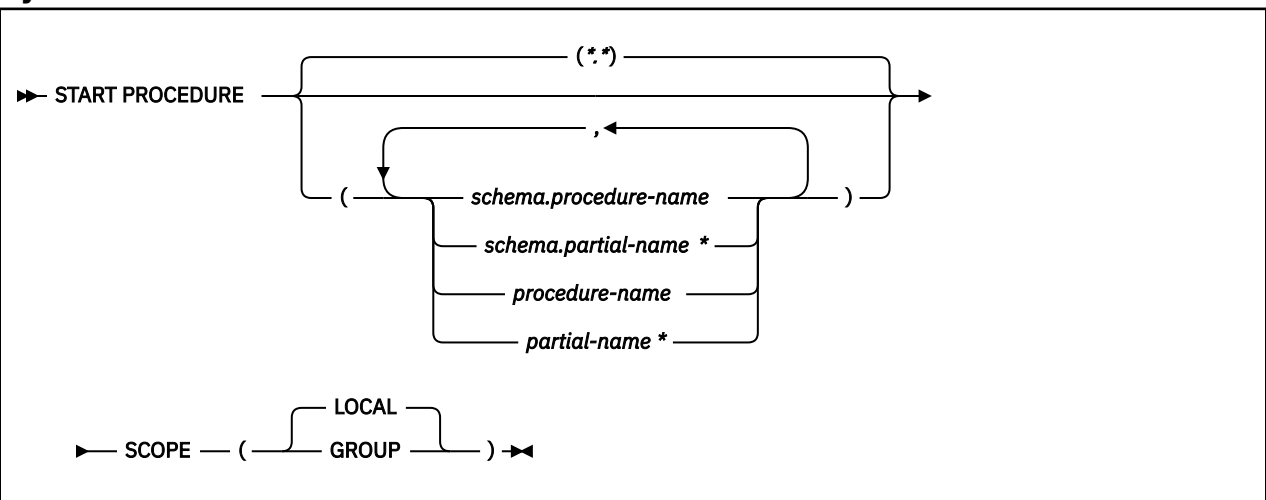 (*.*)
START PROCEDURE
,
( schema.procedure-name )
schema.partial-name *
procedure-name
partial-name *
LOCAL
SCOPE ( GROUP )